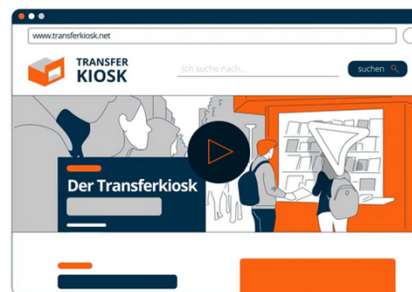 www.transferkiosk.net
TRANSFER
KIOSK
Ich suche nach...
suchen
Der Transferkiosk